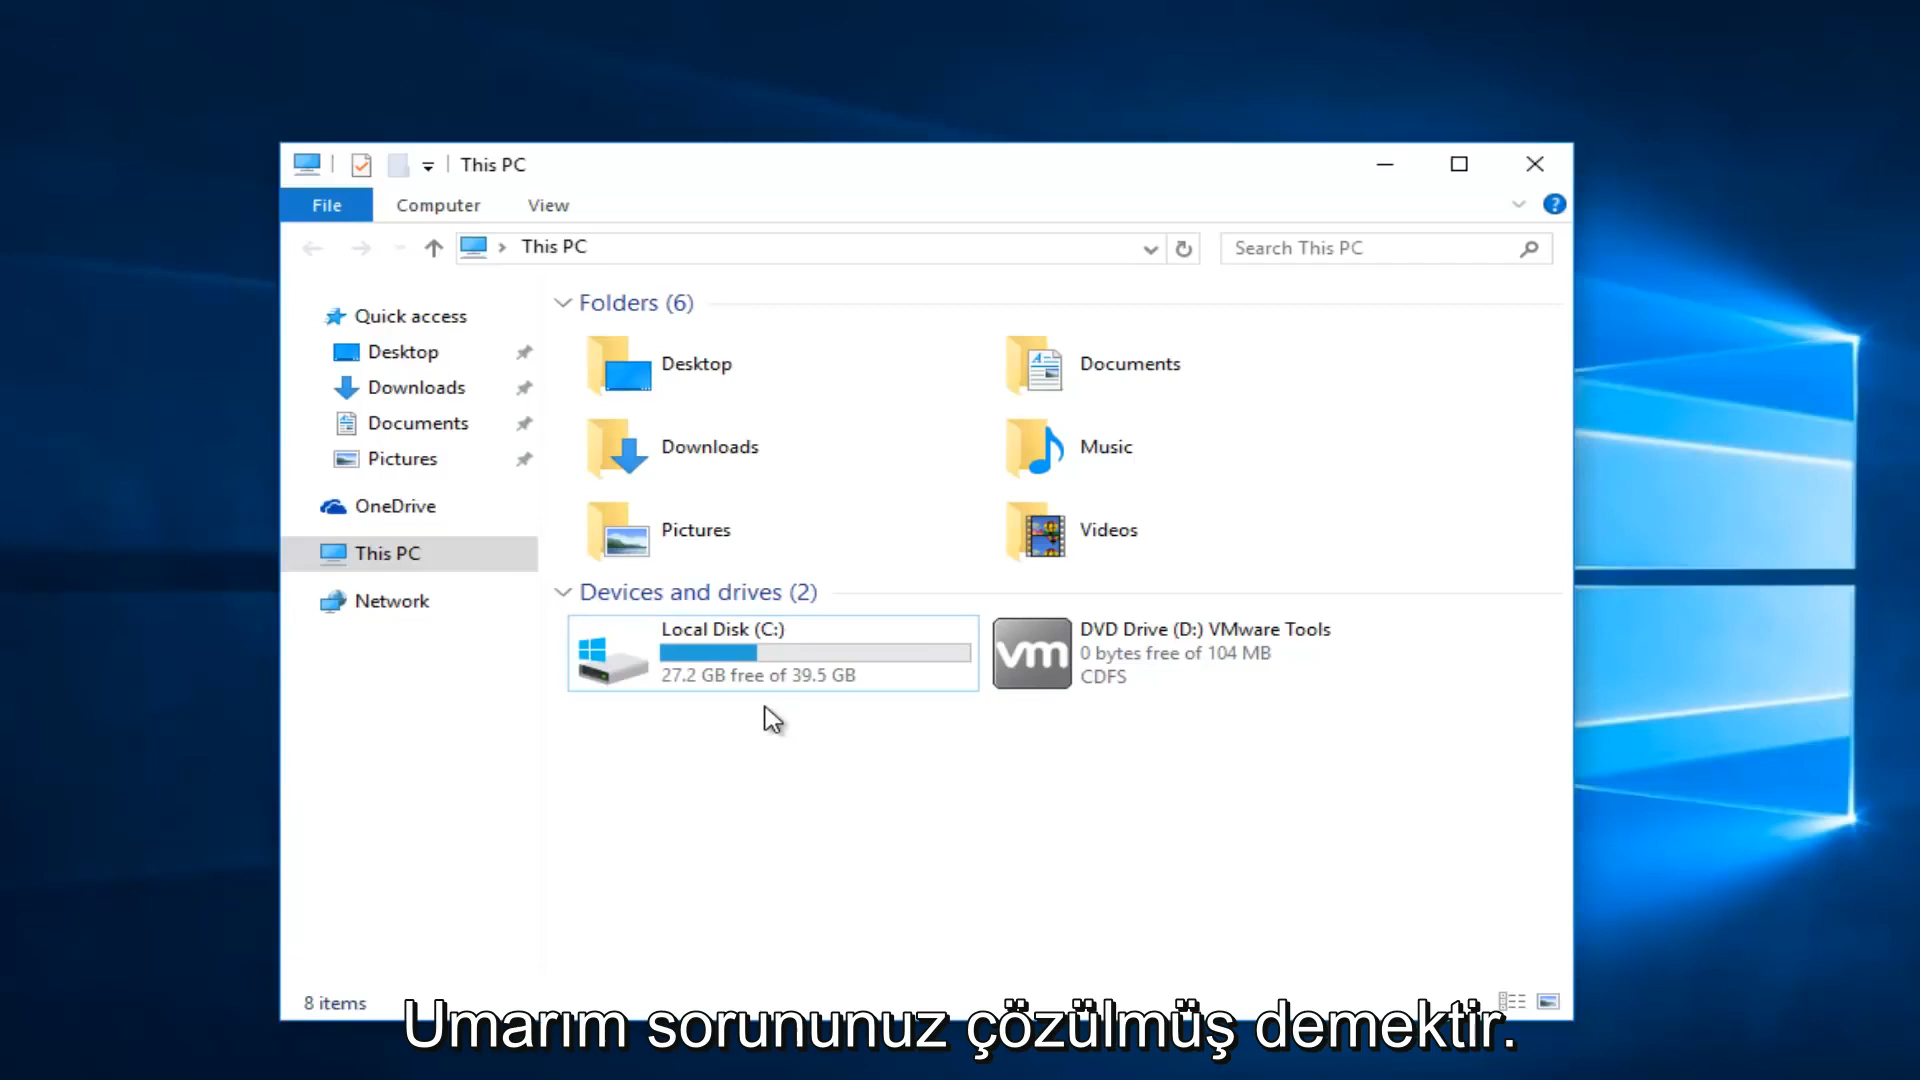 This PC
File
Computer
View
?
This PC
Search This PC
Quick access
Desktop
Downloads
Documents
Pictures
OneDrive
This PC
Network
Folders (6)
Desktop
Documents
Downloads
Music
Pictures
Videos
Devices and drives (2)
Local Disk (C:)
27.2 GB free of 39.5 GB
vm
DVD Drive (D:) VMware Tools
0 bytes free of 104 MB
CDFS
8 items
Umarım sorununuz çözülmüş demektir.